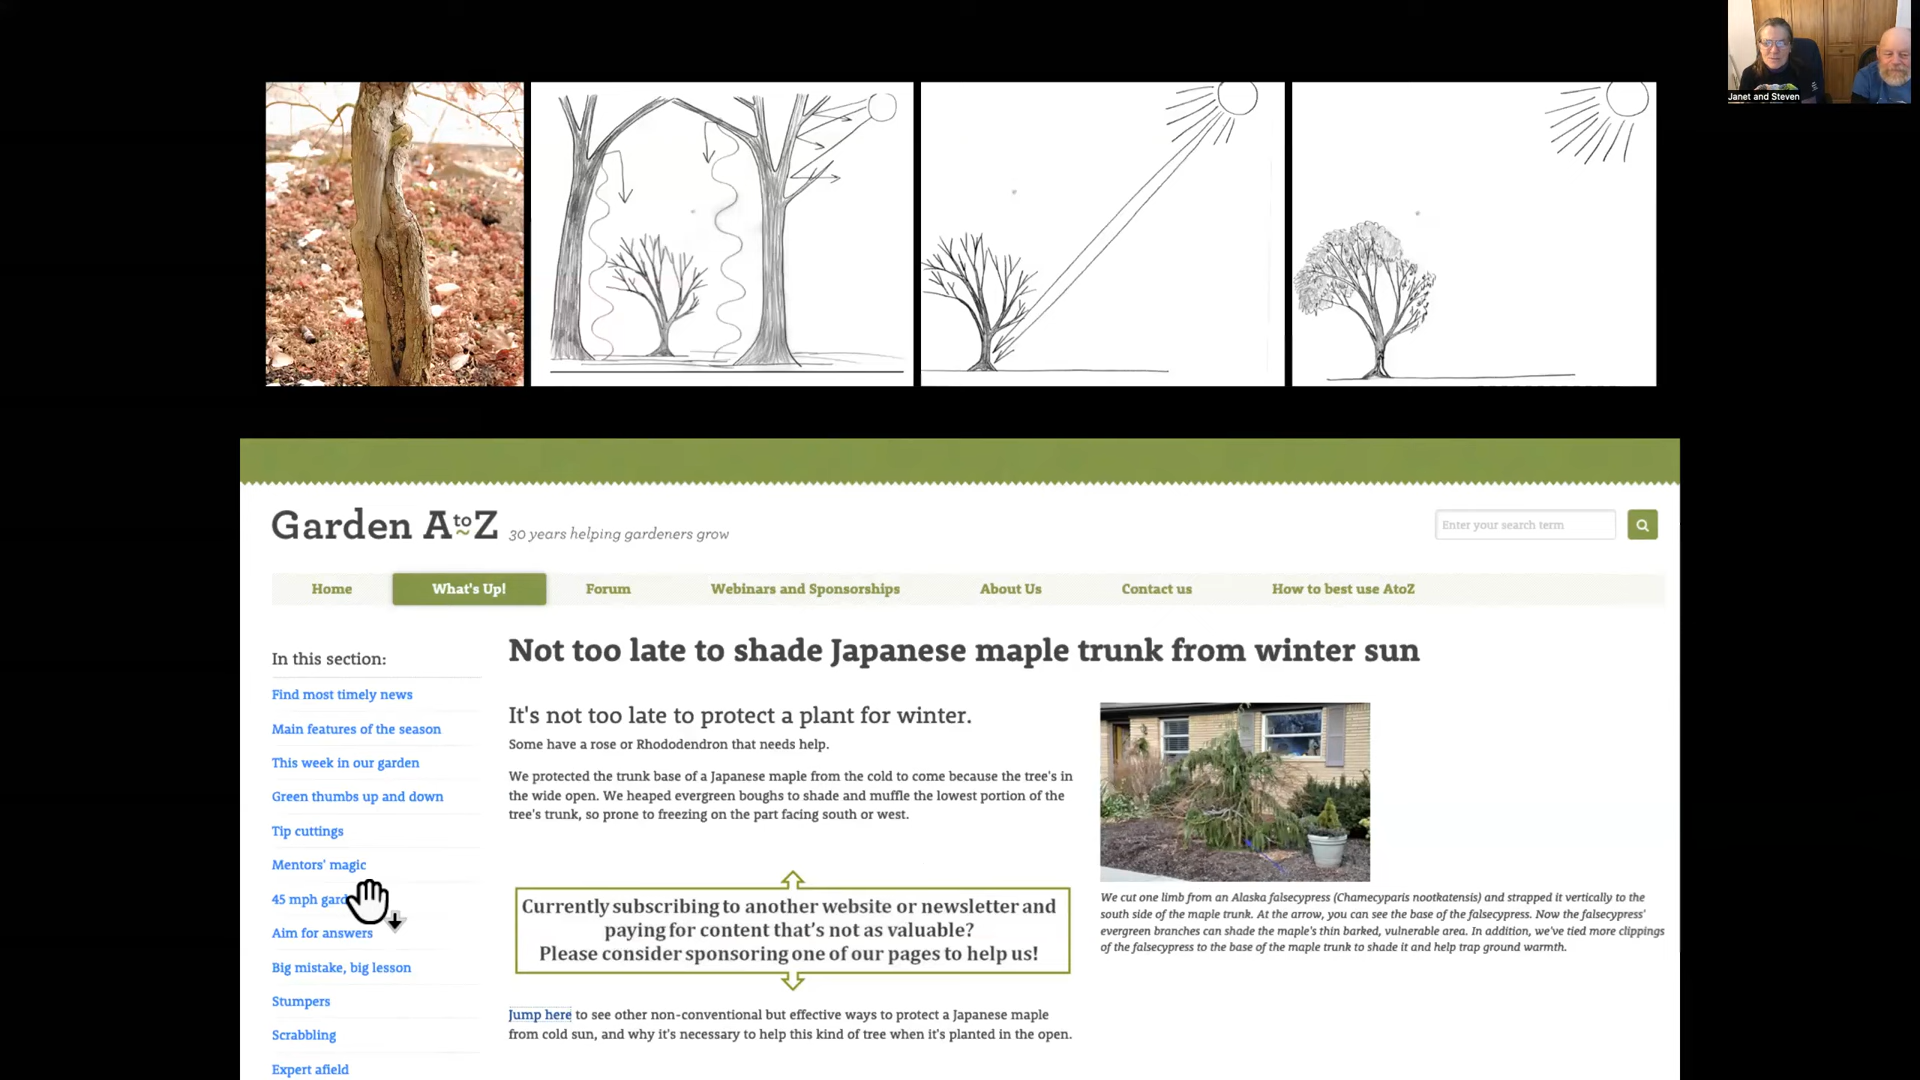 Janet and Steven
Garden A to Z 30 years helping gardeners grow
Enter your search term
Home
What's Up!
Forum
Webinars and Sponsorships
About Us
Contact us
How to best use AtoZ
In this section:
Find most timely news
Main features of the season
This week in our garden
Green thumbs up and down
Tip cuttings
Mentors' magic
45 mph gard
Aim for answers
Big mistake, big lesson
Stumpers
Scrabbling
Expert afield
Not too late to shade Japanese maple trunk from winter sun
It's not too late to protect a plant for winter.
Some have a rose or Rhododendron that needs help.
We protected the trunk base of a Japanese maple from the cold to come because the tree's in
the wide open. We heaped evergreen boughs to shade and muffle the lowest portion of the
tree's trunk, so prone to freezing on the part facing south or west.
Currently subscribing to another website or newsletter and
paying for content that's not as valuable?
Please consider sponsoring one of our pages to help us!
Jump here to see other non-conventional but effective ways to protect a Japanese maple
from cold sun, and why it's necessary to help this kind of tree when it's planted in the open.
We cut one limb from an Alaska falsecypress (Chamecyparis nootkatensis) and strapped it vertically to the
south side of the maple trunk. At the arrow, you can see the base of the falsecypress. Now the falsecypress'
evergreen branches can shade the maple's thin barked, vulnerable area. In addition, we've tied more clippings
of the falsecypress to the base of the maple trunk to shade it and help trap ground warmth.